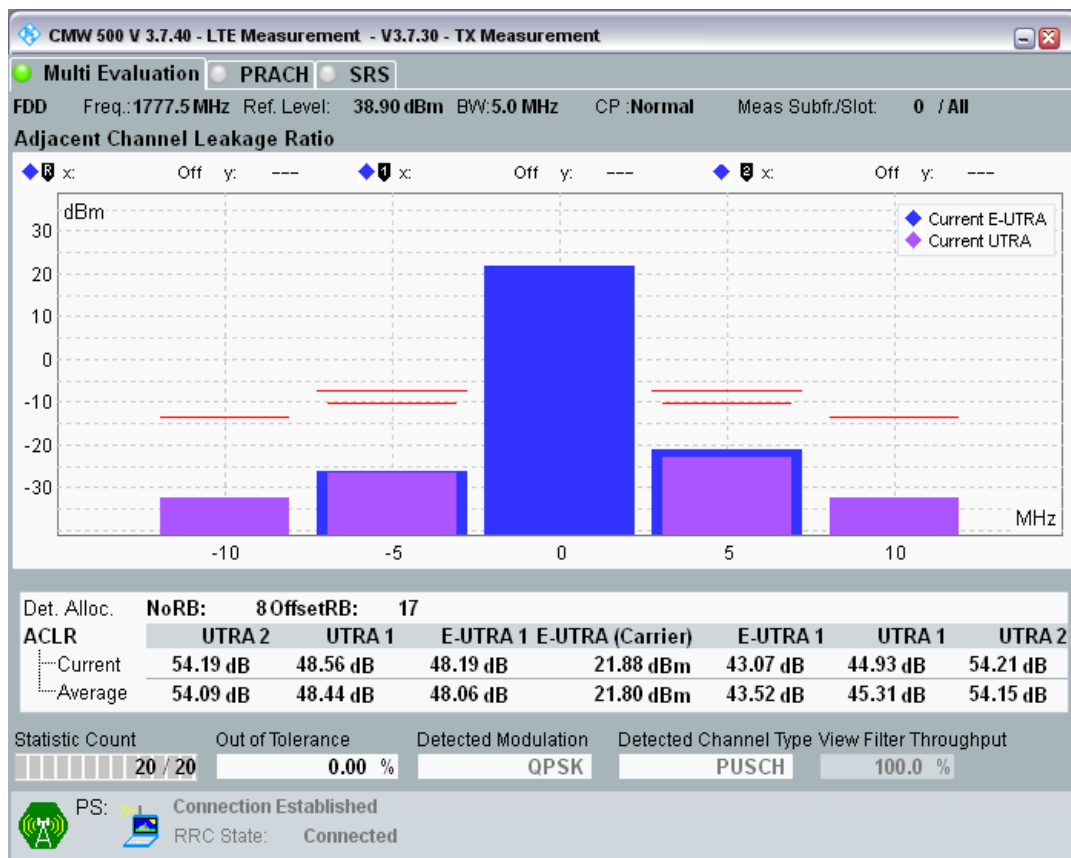 CMW 500 V 3.7.40 - LTE Measurement - V3.7.30 - TX Measurement
Multi Evaluation PRACH SRS
FDD Freq.:1777.5 MHz Ref. Level: 38.90 dBm BW:5.0 MHz CP :Normal Meas Subfr./Slot: 0 / All
Adjacent Channel Leakage Ratio
R x: Off y: --- 1 x: Off y: --- 2 x: Off y: ---
dBm
Current E-UTRA
Current UTRA
30
20
10
0
-10
-20
-30
MHz
-10 -5 0 5 10
Det. Alloc. NoRB: 8 OffsetRB: 17
ACLR UTRA 2 UTRA 1 E-UTRA 1 E-UTRA (Carrier) E-UTRA 1 UTRA 1 UTRA 2
Current 54.19 dB 48.56 dB 48.19 dB 21.88 dBm 43.07 dB 44.93 dB 54.21 dB
Average 54.09 dB 48.44 dB 48.06 dB 21.80 dBm 43.52 dB 45.31 dB 54.15 dB
Statistic Count Out of Tolerance Detected Modulation Detected Channel Type View Filter Throughput
20 / 20 0.00 % QPSK PUSCH 100.0 %
PS: Connection Established
RRC State: Connected